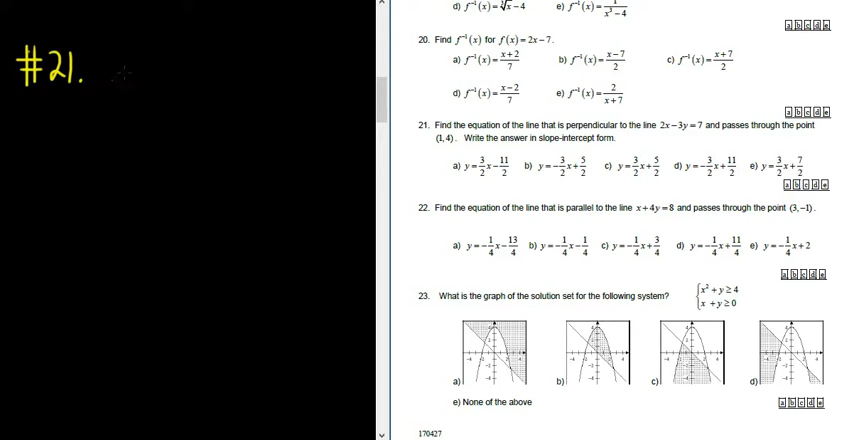 #21.
d) f⁻¹(x)=∛x−4 e) f⁻¹(x)=1/(x³−4)
a b c d e
20. Find f⁻¹(x) for f(x)=2x−7.
a) f⁻¹(x)=(x+2)/7 b) f⁻¹(x)=(x−7)/2 c) f⁻¹(x)=(x+7)/2
d) f⁻¹(x)=(x−2)/7 e) f⁻¹(x)=2/(x+7)
a b c d e
21. Find the equation of the line that is perpendicular to the line 2x−3y=7 and passes through the point
(1,4). Write the answer in slope-intercept form.
a) y=3/2x−11/2 b) y=−3/2x+5/2 c) y=3/2x+5/2 d) y=−3/2x+11/2 e) y=3/2x+7/2
a b c d e
22. Find the equation of the line that is parallel to the line x+4y=8 and passes through the point (3,−1).
a) y=−1/4x−13/4 b) y=−1/4x−1/4 c) y=−1/4x+3/4 d) y=−1/4x+11/4 e) y=−1/4x+2
a b c d e
23. What is the graph of the solution set for the following system? {x²+y≥4
x+y≥0
a) b) c) d)
e) None of the above
a b c d e
170427